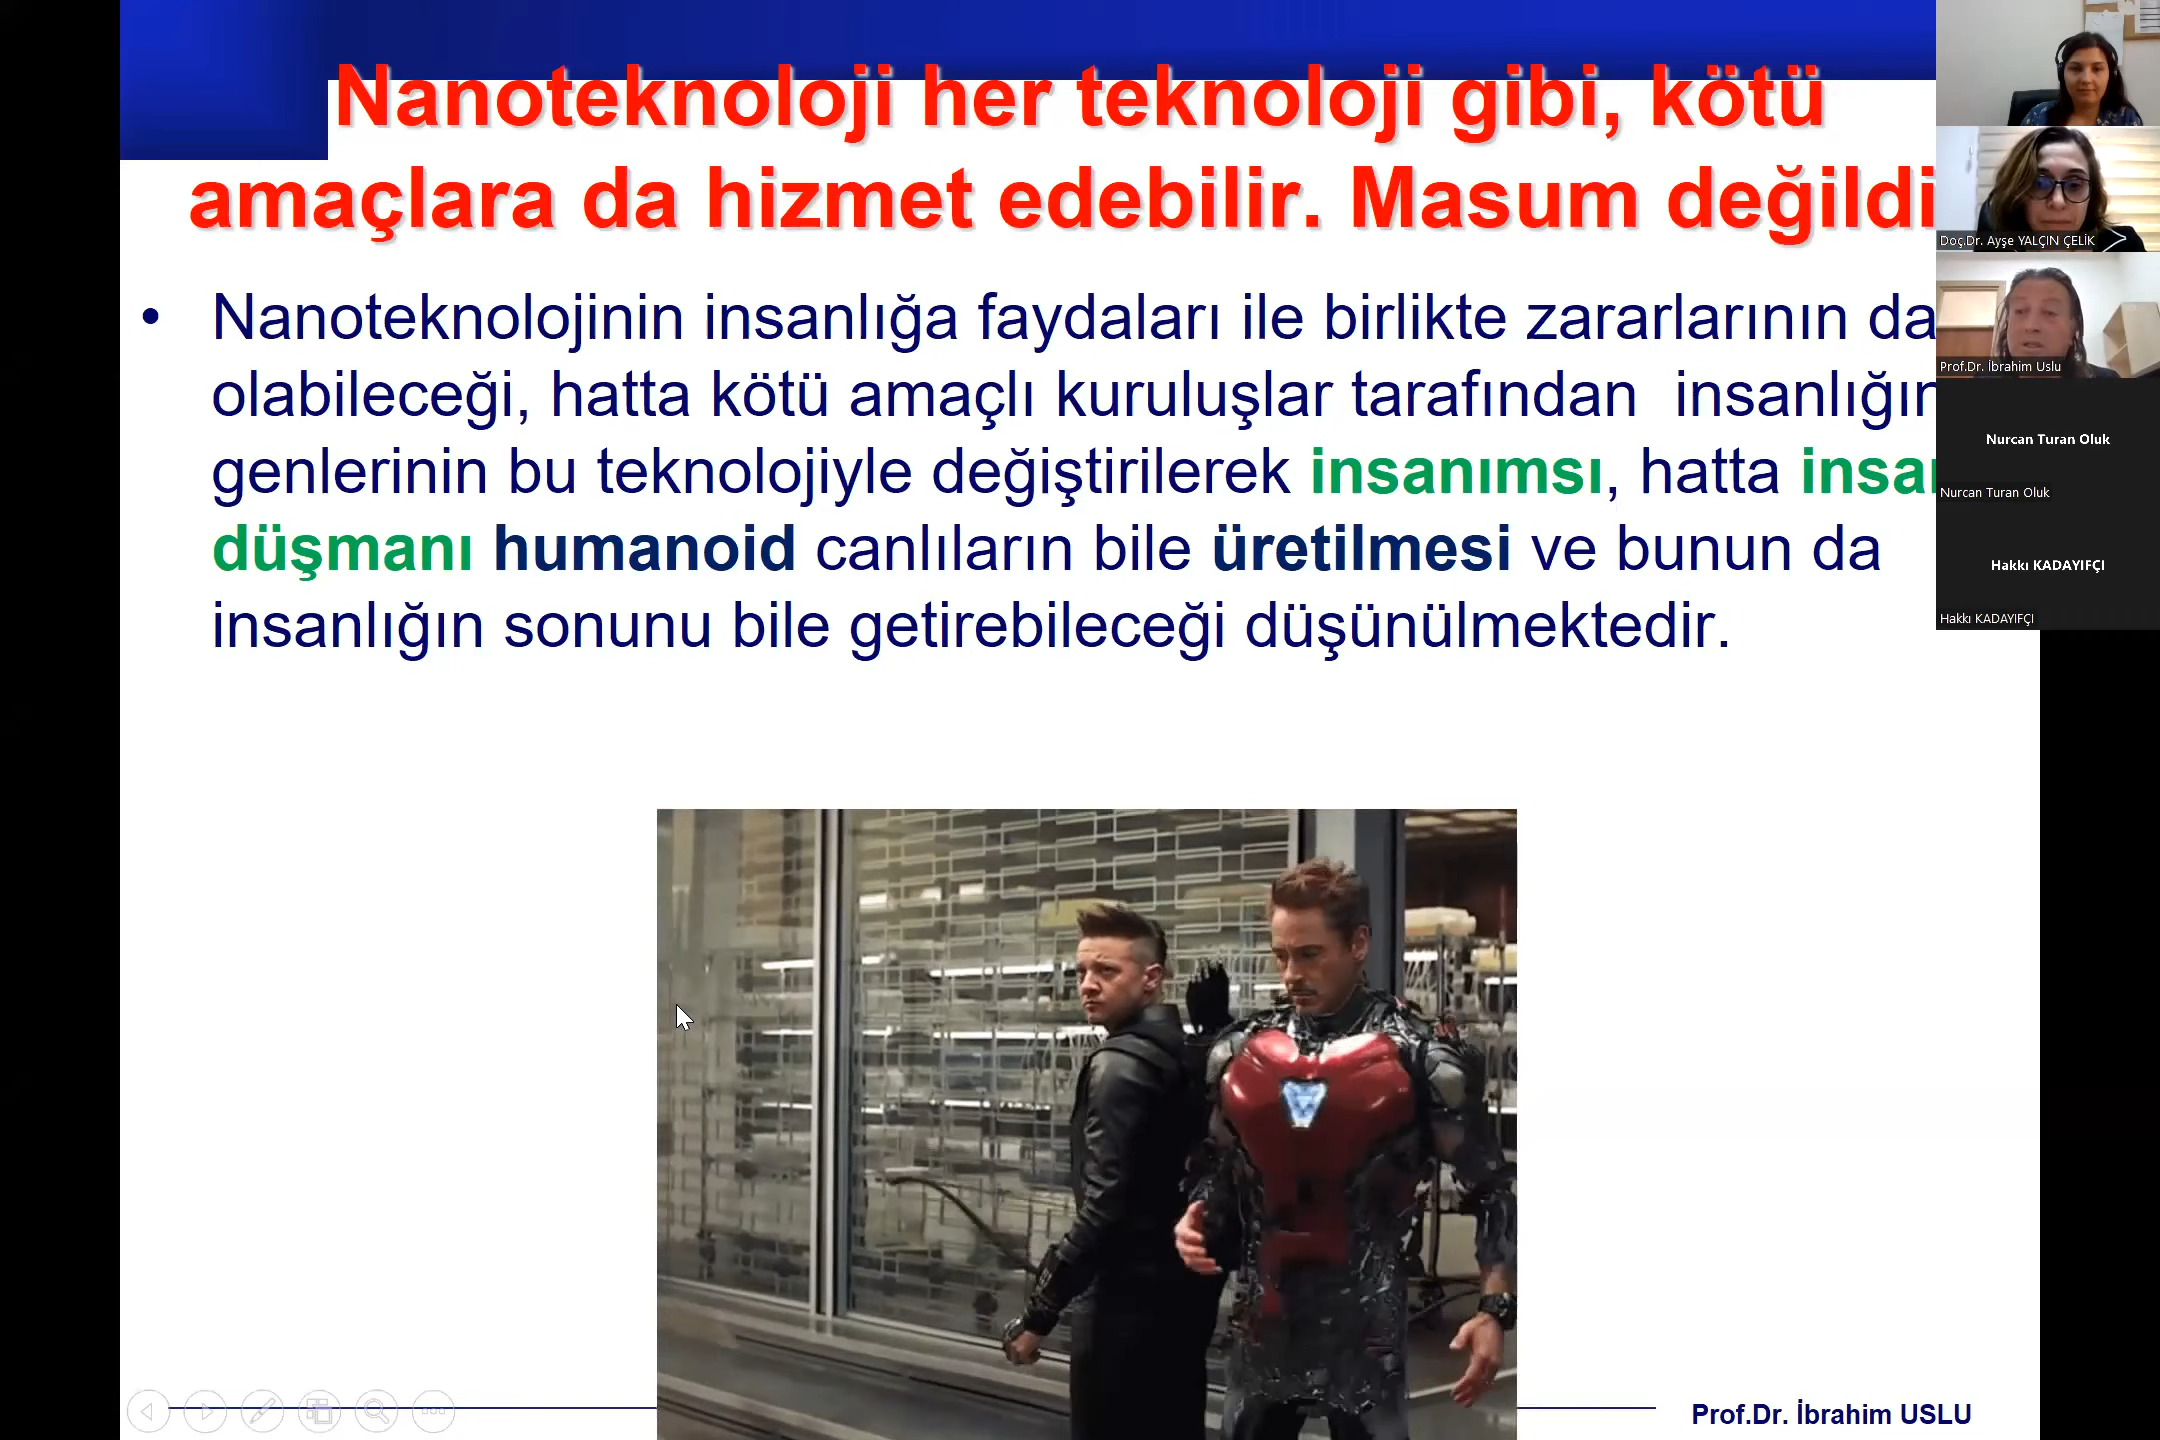 Nanoteknoloji her teknoloji gibi, kötü
amaçlara da hizmet edebilir. Masum değildi
• Nanoteknolojinin insanlığa faydaları ile birlikte zararlarının da
olabileceği, hatta kötü amaçlı kuruluşlar tarafından insanlığın
genlerinin bu teknolojiyle değiştirilerek insanımsı, hatta insan
düşmanı humanoid canlıların bile üretilmesi ve bunun da
insanlığın sonunu bile getirebileceği düşünülmektedir.
Prof.Dr. İbrahim USLU
Doç.Dr. Ayşe YALÇIN ÇELİK
Prof.Dr. İbrahim Uslu
Nurcan Turan Oluk
Nurcan Turan Oluk
Hakkı KADAYIFÇI
Hakkı KADAYIFÇI